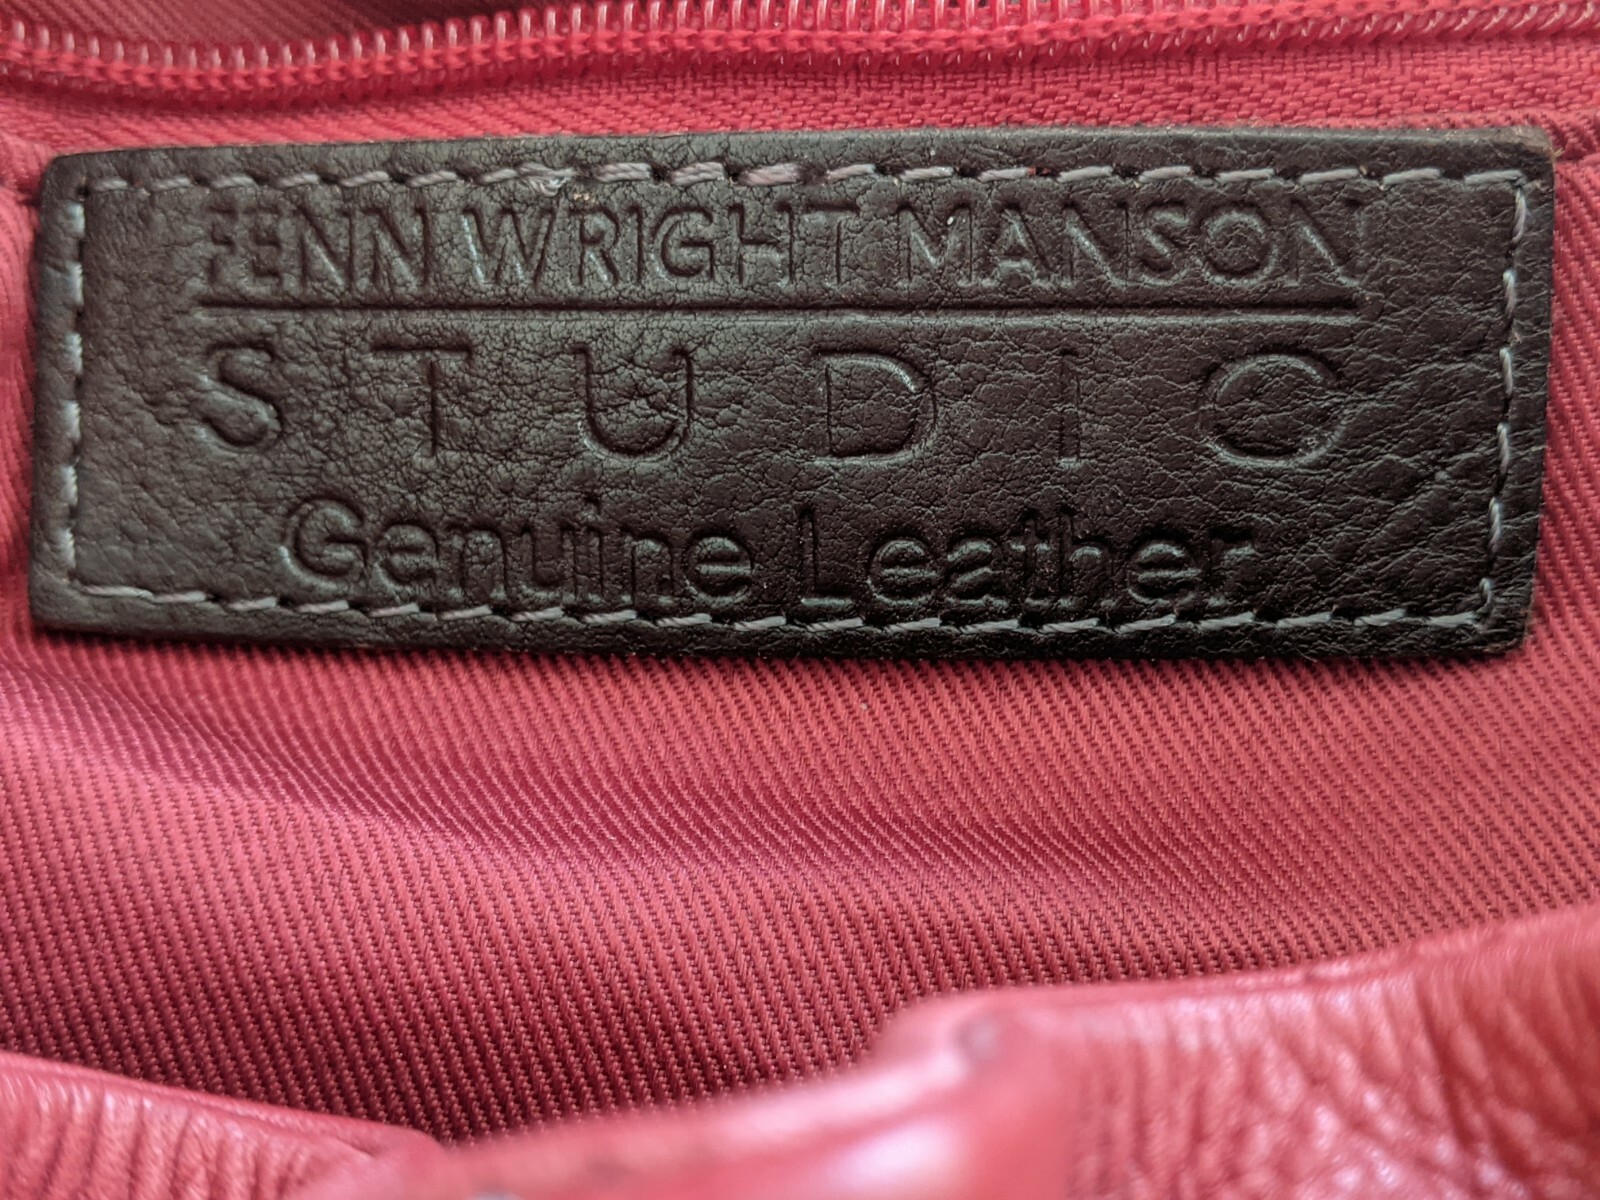 FENN WRIGHT MANSON
STUDIO
Genuine Leather